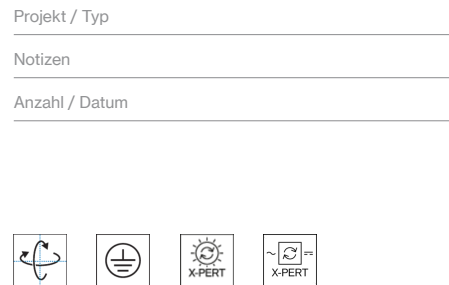 Projekt / Typ
Notizen
Anzahl / Datum
X-PERT
X-PERT